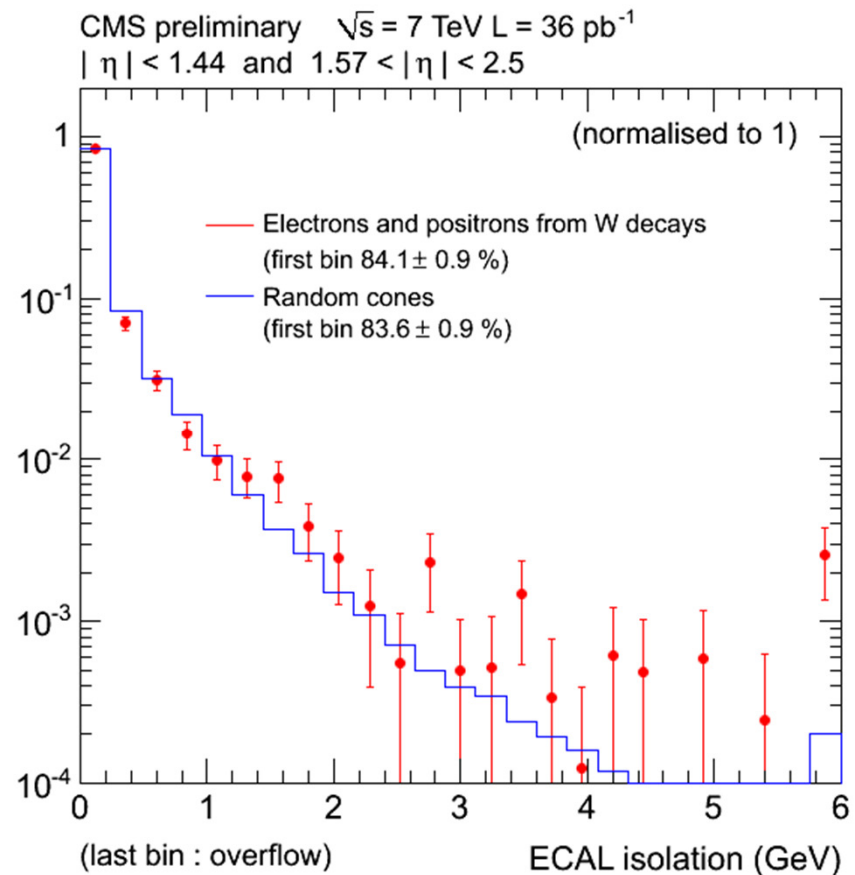 CMS preliminary √s = 7 TeV L = 36 pb⁻¹
| η | < 1.44 and 1.57 < | η | < 2.5
(normalised to 1)
1
Electrons and positrons from W decays
(first bin 84.1 ± 0.9 %)
10⁻¹
Random cones
(first bin 83.6 ± 0.9 %)
10⁻²
10⁻³
10⁻⁴
0 1 2 3 4 5 6
(last bin : overflow) ECAL isolation (GeV)